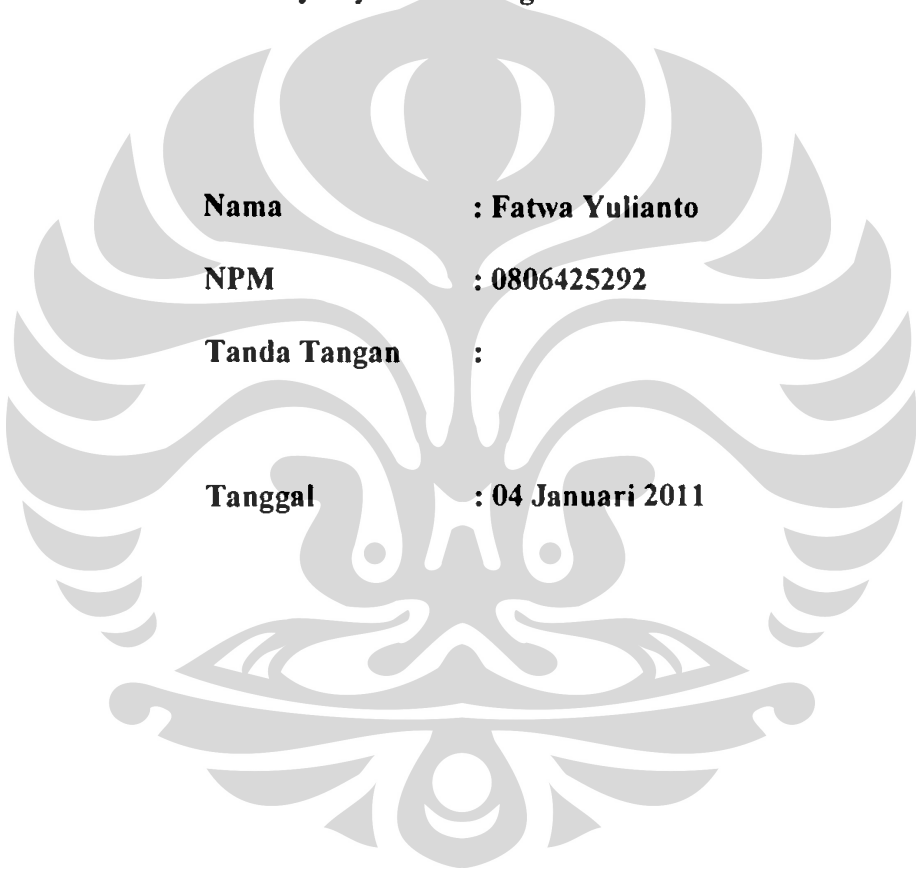 Nama : Fatwa Yulianto
NPM : 0806425292
Tanda Tangan :
Tanggal : 04 Januari 2011